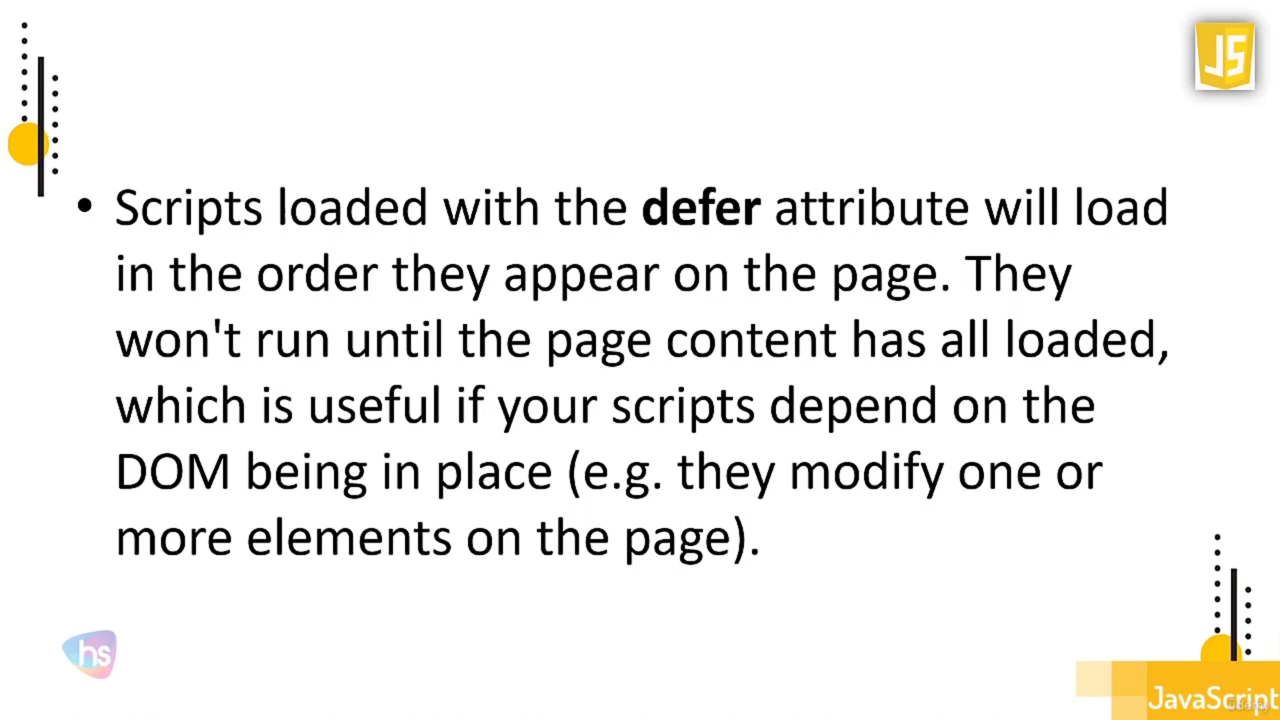 JS
• Scripts loaded with the defer attribute will load
in the order they appear on the page. They
won't run until the page content has all loaded,
which is useful if your scripts depend on the
DOM being in place (e.g. they modify one or
more elements on the page).
hs
JavaScript
udemy